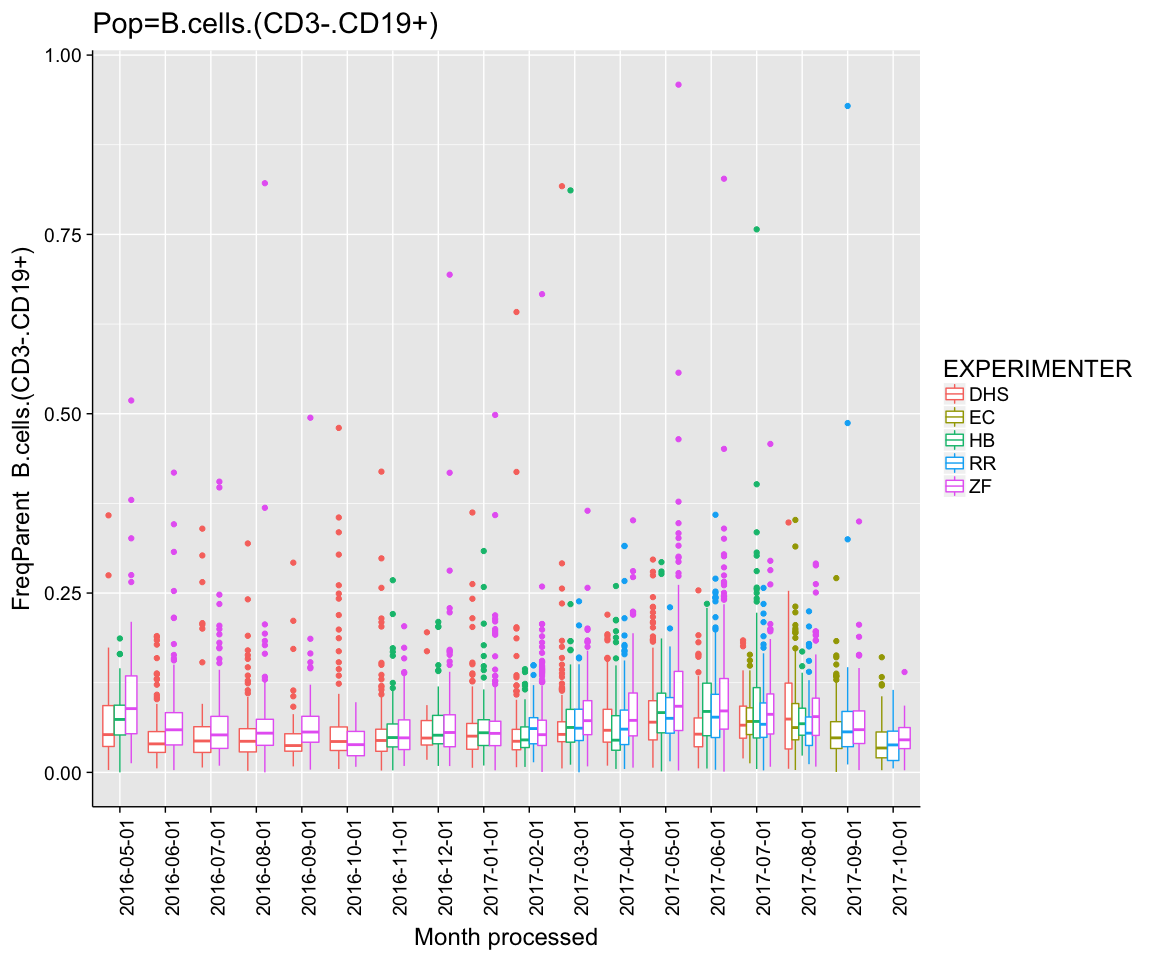 Pop=B.cells.(CD3-.CD19+)
FreqParent  B.cells.(CD3-.CD19+)
1.00
0.75
0.50
0.25
0.00
2016-05-01
2016-06-01
2016-07-01
2016-08-01
2016-09-01
2016-10-01
2016-11-01
2016-12-01
2017-01-01
2017-02-01
2017-03-01
2017-04-01
2017-05-01
2017-06-01
2017-07-01
2017-08-01
2017-09-01
2017-10-01
Month processed
EXPERIMENTER
DHS
EC
HB
RR
ZF